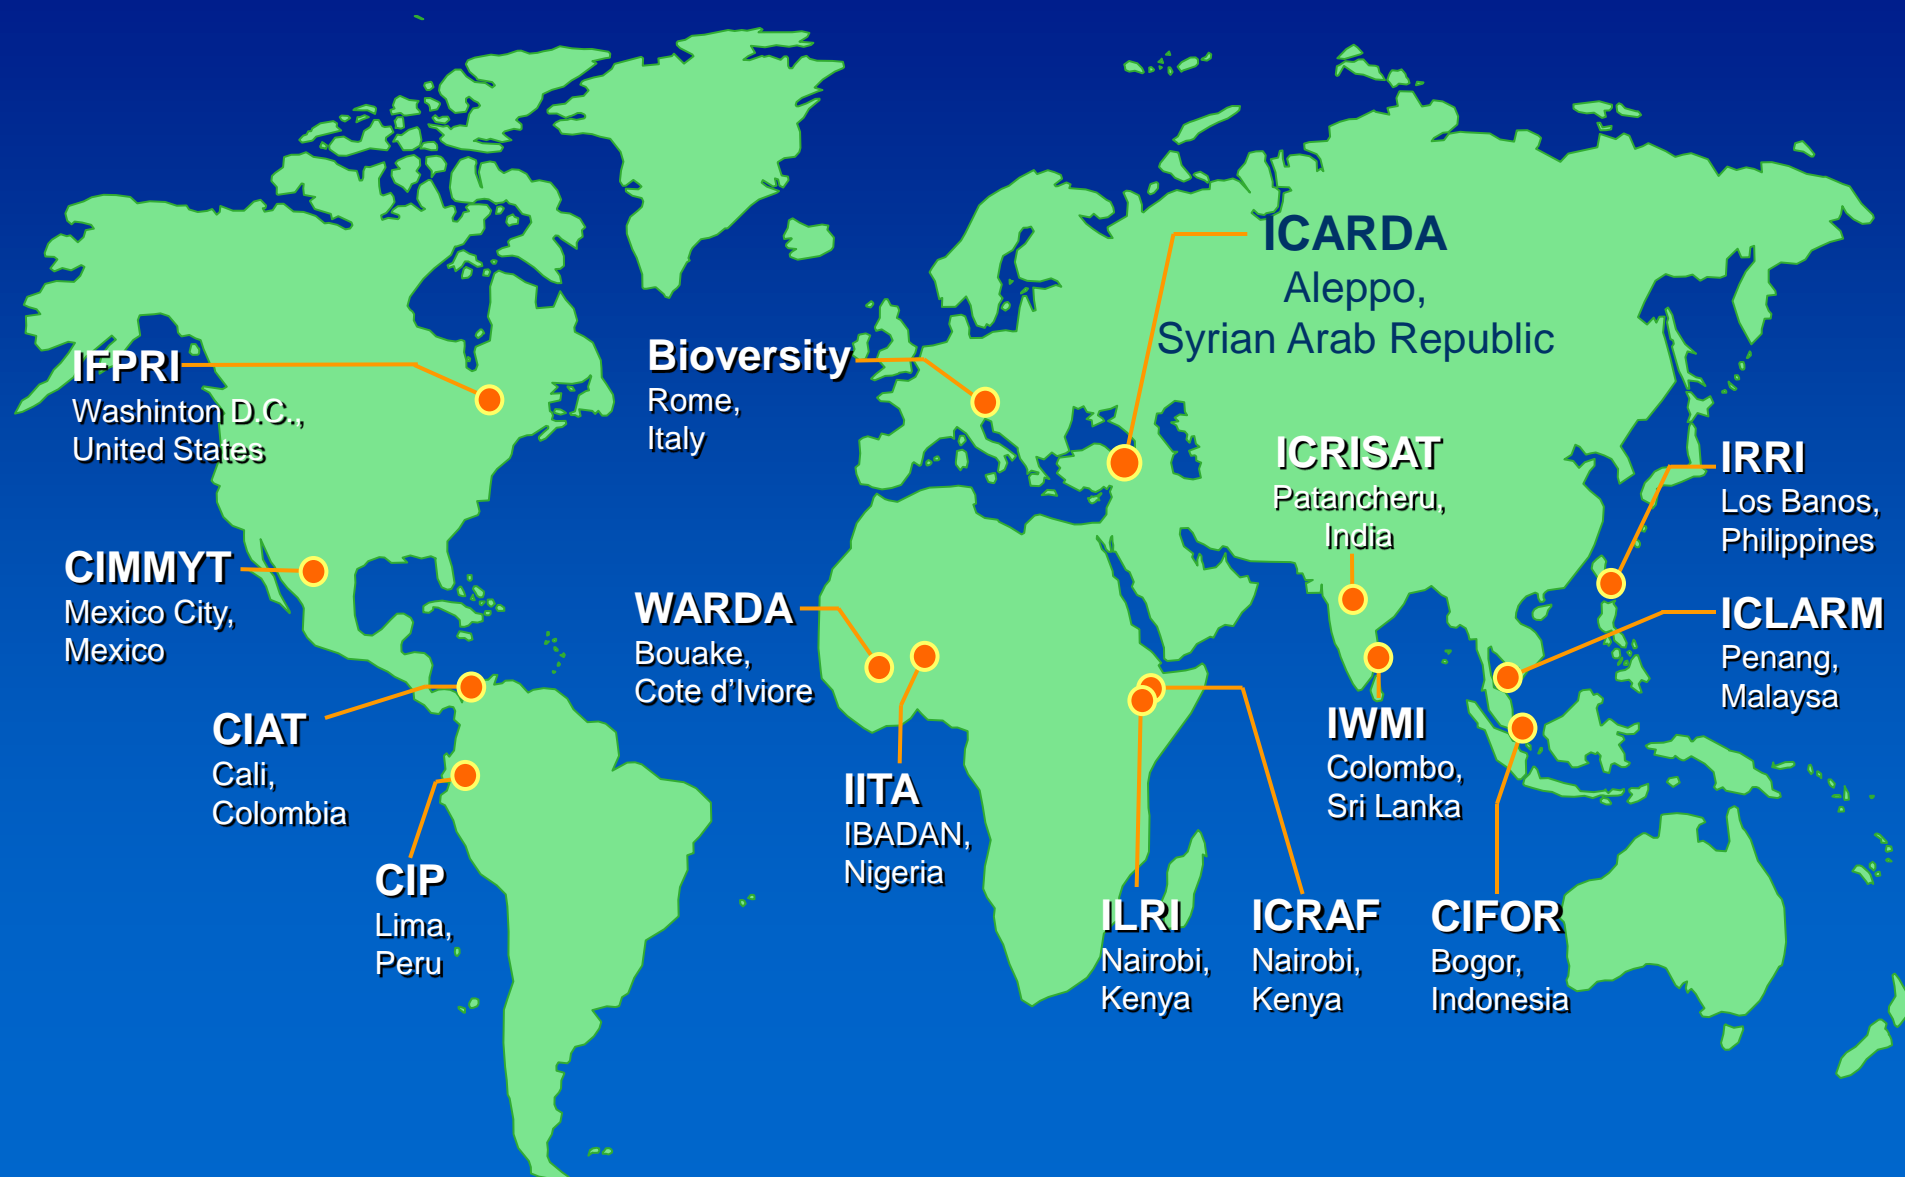 ICARDA
Aleppo,
Syrian Arab Republic
IFPRI
Washinton D.C.,
United States
Bioversity
Rome,
Italy
ICRISAT
Patancheru,
India
IRRI
Los Banos,
Philippines
CIMMYT
Mexico City,
Mexico
WARDA
Bouake,
Cote d’Iviore
ICLARM
Penang,
Malaysa
CIAT
Cali,
Colombia
IWMI
Colombo,
Sri Lanka
IITA
IBADAN,
Nigeria
CIP
Lima,
Peru
ILRI
Nairobi,
Kenya
ICRAF
Nairobi,
Kenya
CIFOR
Bogor,
Indonesia